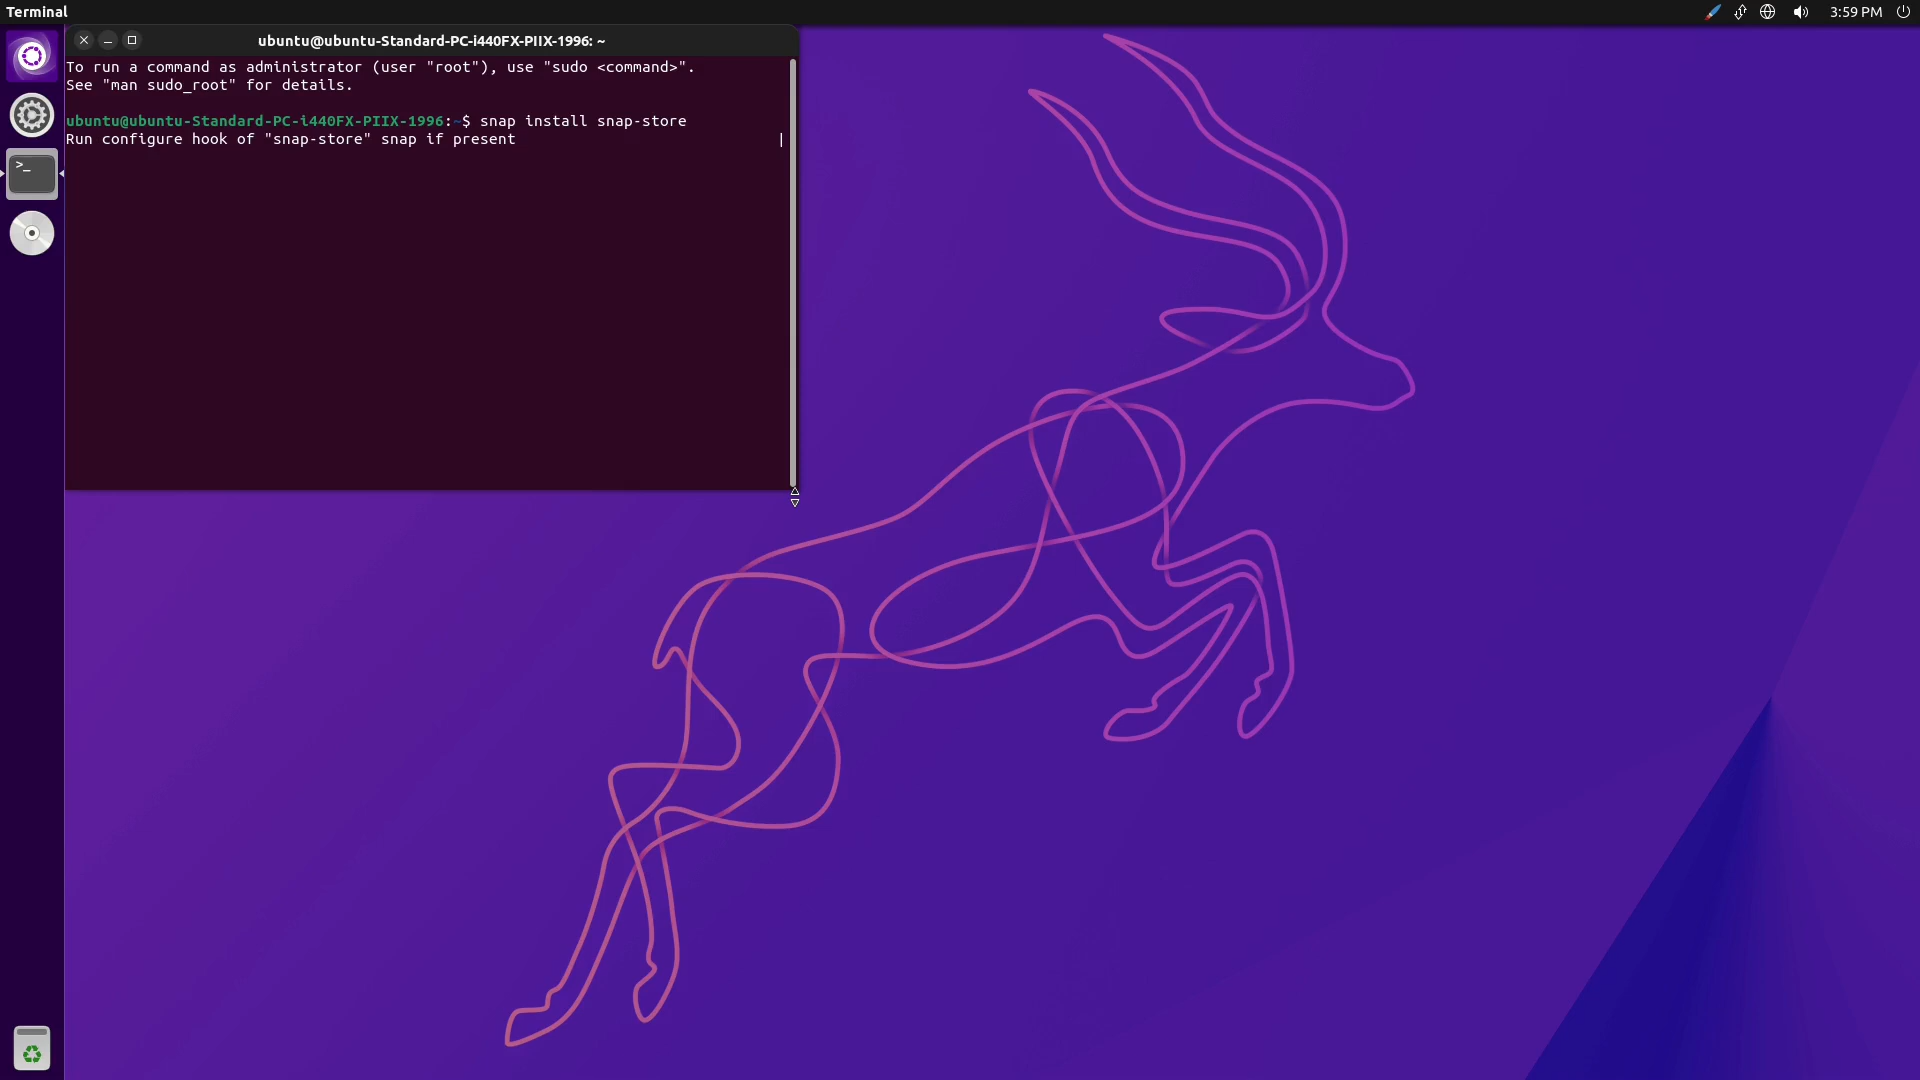 Terminal
3:59 PM
ubuntu@ubuntu-Standard-PC-i440FX-PIIX-1996: ~
To run a command as administrator (user "root"), use "sudo <command>".
See "man sudo_root" for details.
ubuntu@ubuntu-Standard-PC-i440FX-PIIX-1996:~$ snap install snap-store
Run configure hook of "snap-store" snap if present |
>_